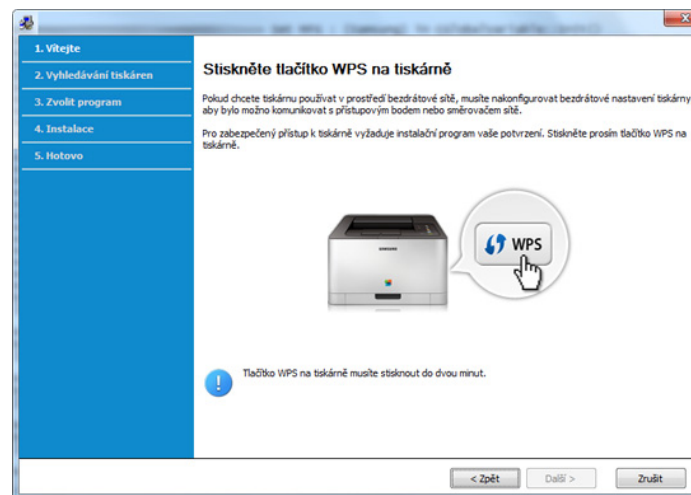 1. Vítejte
2. Vyhledávání tiskáren
3. Zvolit program
4. Instalace
5. Hotovo
Stiskněte tlačítko WPS na tiskárně
Pokud chcete tiskárnu používat v prostředí bezdrátové sítě, musíte nakonfigurovat bezdrátové nastavení tiskárny
aby bylo možno komunikovat s přístupovým bodem nebo směrovačem sítě.
Pro zabezpečený přístup k tiskárně vyžaduje instalační program vaše potvrzení. Stiskněte prosím tlačítko WPS na
tiskárně.
SAMSUNG
WPS
Tlačítko WPS na tiskárně musíte stisknout do dvou minut.
< Zpět
Další >
Zrušit